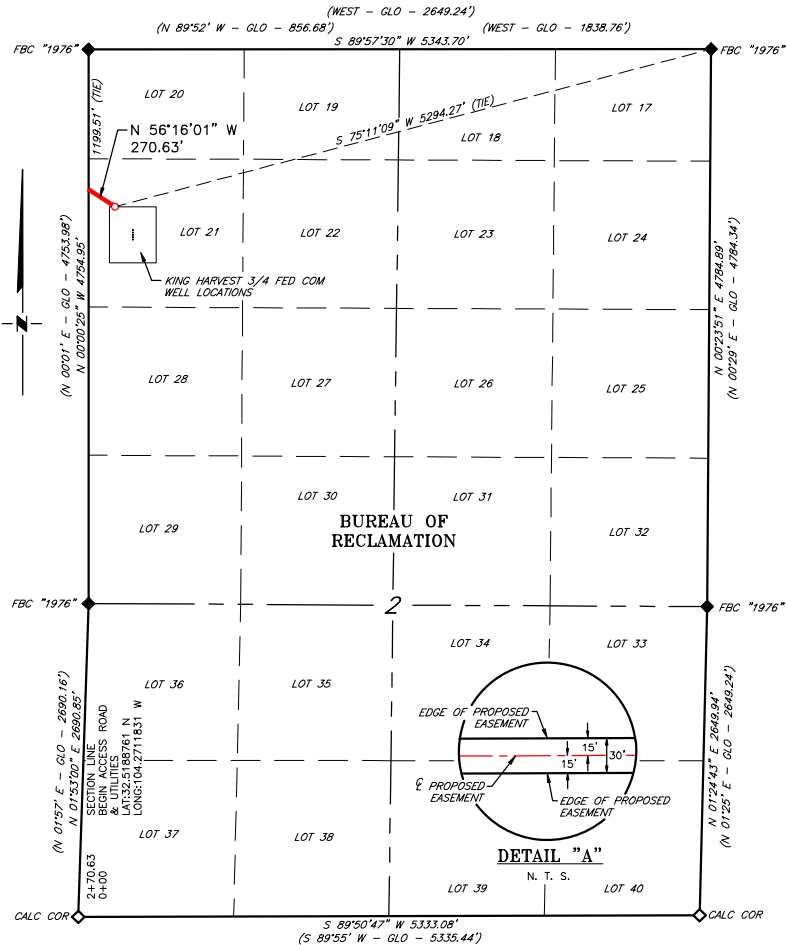 (WEST - GLO - 2649.24')
(N 89°52' W - GLO - 856.68')
(WEST - GLO - 1838.76')
S 89°57'30" W 5343.70'
FBC "1976"
FBC "1976"
LOT 20
LOT 19
LOT 18
LOT 17
1199.51' (TIE)
S 75°11'09" W 5294.27' (TIE)
N 56°16'01" W
270.63'
LOT 21
LOT 22
LOT 23
LOT 24
KING HARVEST 3/4 FED COM
WELL LOCATIONS
N
(N 00°01' E - GLO - 4753.98')
N 00°00'25" W 4754.95'
N 00°23'51" E 4784.89'
(N 00°29' E - GLO - 4784.34')
LOT 28
LOT 27
LOT 26
LOT 25
LOT 29
LOT 30
LOT 31
LOT 32
BUREAU OF
RECLAMATION
FBC "1976"
2
FBC "1976"
LOT 36
LOT 35
LOT 34
LOT 33
(N 01°57' E - GLO - 2690.16')
N 01°53'00" E 2690.85'
SECTION LINE
BEGIN ACCESS ROAD
& UTILITIES
LAT:32.5188761 N
LONG:104.2711831 W
2+70.63
0+00
EDGE OF PROPOSED
EASEMENT
15'
15'
30'
℄ PROPOSED
EASEMENT
EDGE OF PROPOSED
EASEMENT
DETAIL "A"
N. T. S.
N 01°24'43" E 2649.94'
(N 01°25' E - GLO - 2649.24')
LOT 37
LOT 38
LOT 39
LOT 40
CALC COR
CALC COR
S 89°50'47" W 5333.08'
(S 89°55' W - GLO - 5335.44')